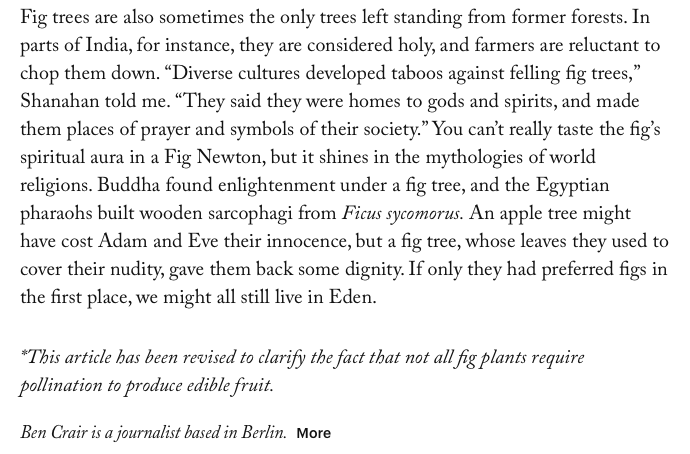 Fig trees are also sometimes the only trees left standing from former forests. In
parts of India, for instance, they are considered holy, and farmers are reluctant to
chop them down. “Diverse cultures developed taboos against felling fig trees,”
Shanahan told me. “They said they were homes to gods and spirits, and made
them places of prayer and symbols of their society.” You can’t really taste the fig’s
spiritual aura in a Fig Newton, but it shines in the mythologies of world
religions. Buddha found enlightenment under a fig tree, and the Egyptian
pharaohs built wooden sarcophagi from Ficus sycomorus. An apple tree might
have cost Adam and Eve their innocence, but a fig tree, whose leaves they used to
cover their nudity, gave them back some dignity. If only they had preferred figs in
the first place, we might all still live in Eden.
*This article has been revised to clarify the fact that not all fig plants require
pollination to produce edible fruit.
Ben Crair is a journalist based in Berlin. More